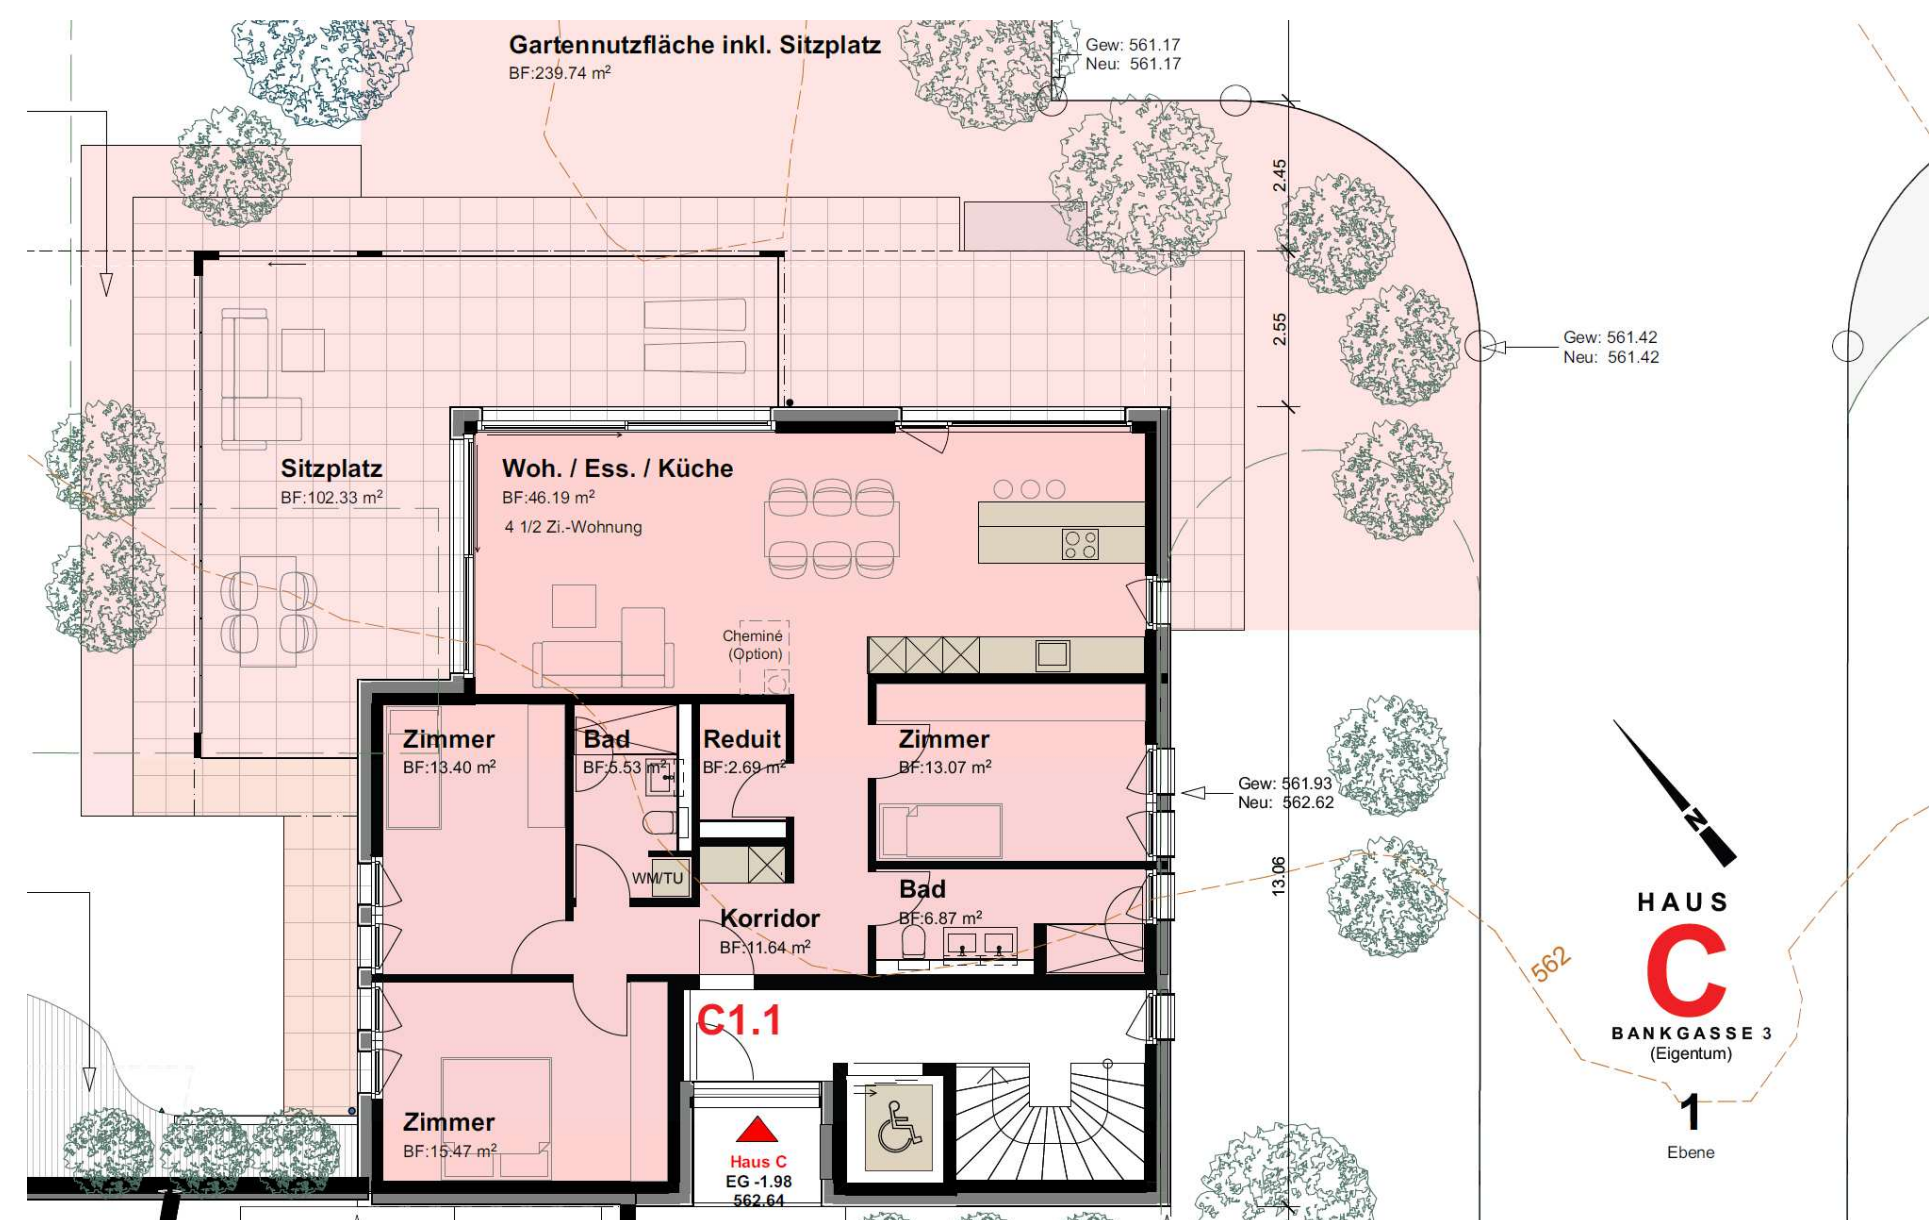 Gartennutzfläche inkl. Sitzplatz
BF:239.74 m²
Gew: 561.17
Neu: 561.17
2.45
2.55
Gew: 561.42
Neu: 561.42
Sitzplatz
BF:102.33 m²
Woh. / Ess. / Küche
BF:46.19 m²
4 1/2 Zi.-Wohnung
Cheminé
(Option)
Zimmer
BF:13.40 m²
Bad
BF:5.53 m²
Reduit
BF:2.69 m²
Zimmer
BF:13.07 m²
Gew: 561.93
Neu: 562.62
WM/TU
Korridor
BF:11.64 m²
Bad
BF:6.87 m²
13.06
N
HAUS
C
BANKGASSE 3
(Eigentum)
562
1
Ebene
C1.1
Zimmer
BF:15.47 m²
Haus C
EG -1.98
562.64